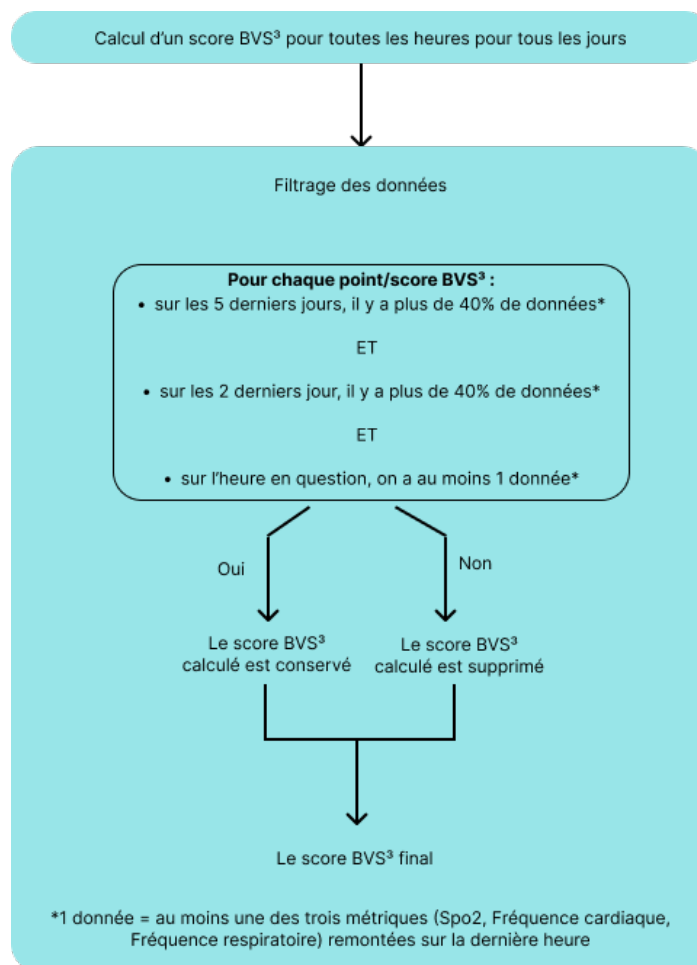 Calcul d’un score BVS³ pour toutes les heures pour tous les jours
Filtrage des données
Pour chaque point/score BVS³ :
• sur les 5 derniers jours, il y a plus de 40% de données*
ET
• sur les 2 derniers jour, il y a plus de 40% de données*
ET
• sur l’heure en question, on a au moins 1 donnée*
Oui
Non
Le score BVS³
calculé est conservé
Le score BVS³
calculé est supprimé
Le score BVS³ final
*1 donnée = au moins une des trois métriques (Spo2, Fréquence cardiaque,
Fréquence respiratoire) remontées sur la dernière heure